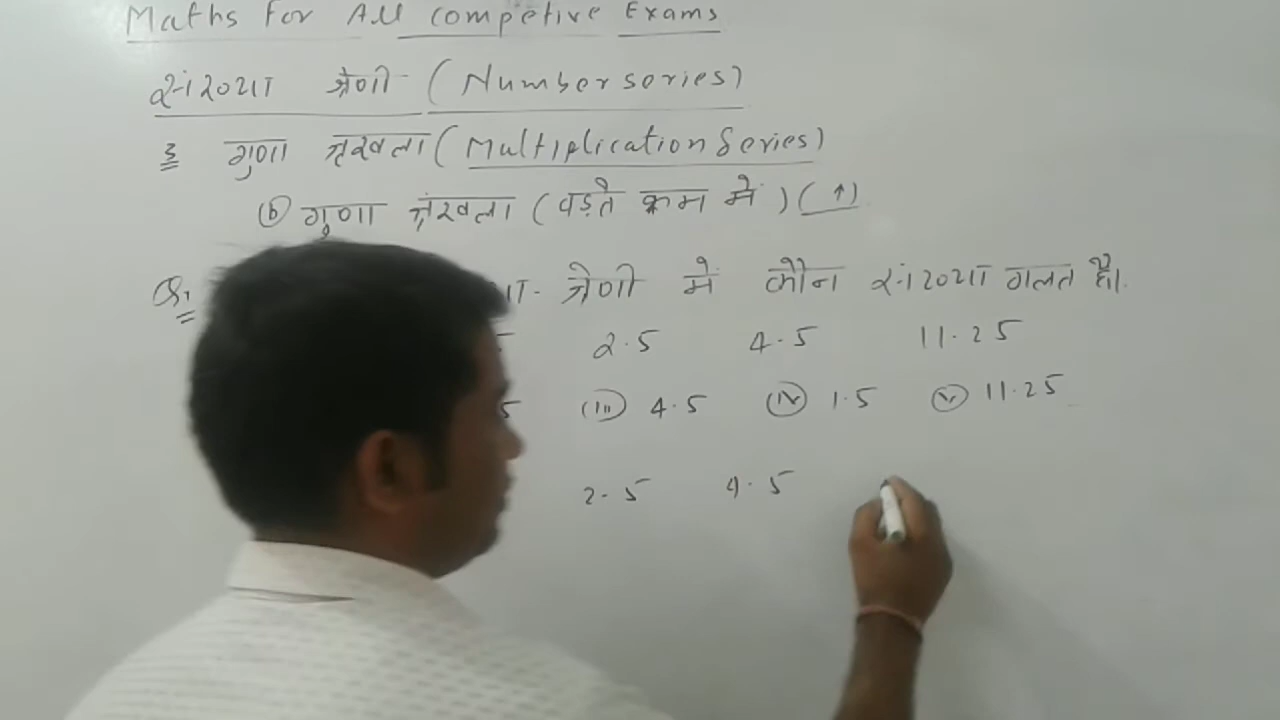 Maths For All Competive Exams
संख्या श्रेणी - (Number series)
3 गुणा श्रृंखला (Multiplication Series)
(b) गुणा श्रृंखला (बड़ते क्रम में) (↑)
Q. श्रेणी में कौन संख्या गलत है।
2.5 4.5 11.25
(iii) 4.5 (iv) 1.5 (v) 11.25
2.5 4.5